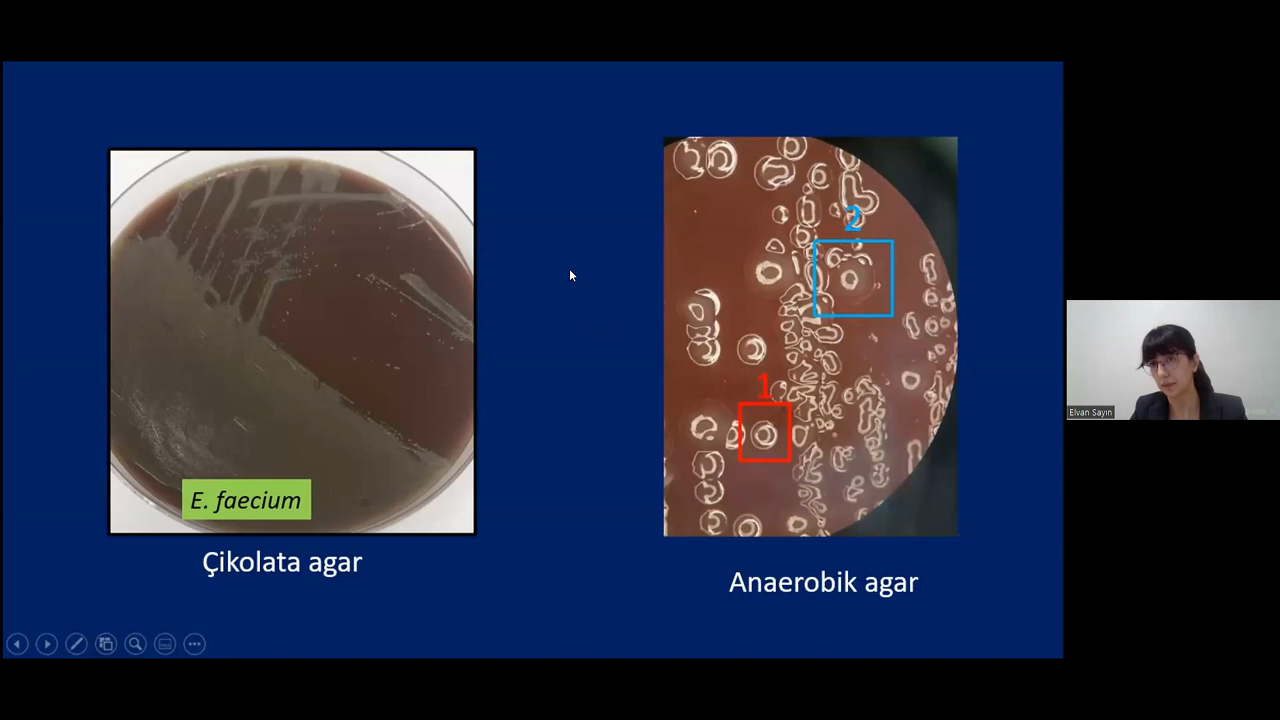 2
1
E. faecium
Çikolata agar
Anaerobik agar
Elvan Sayın